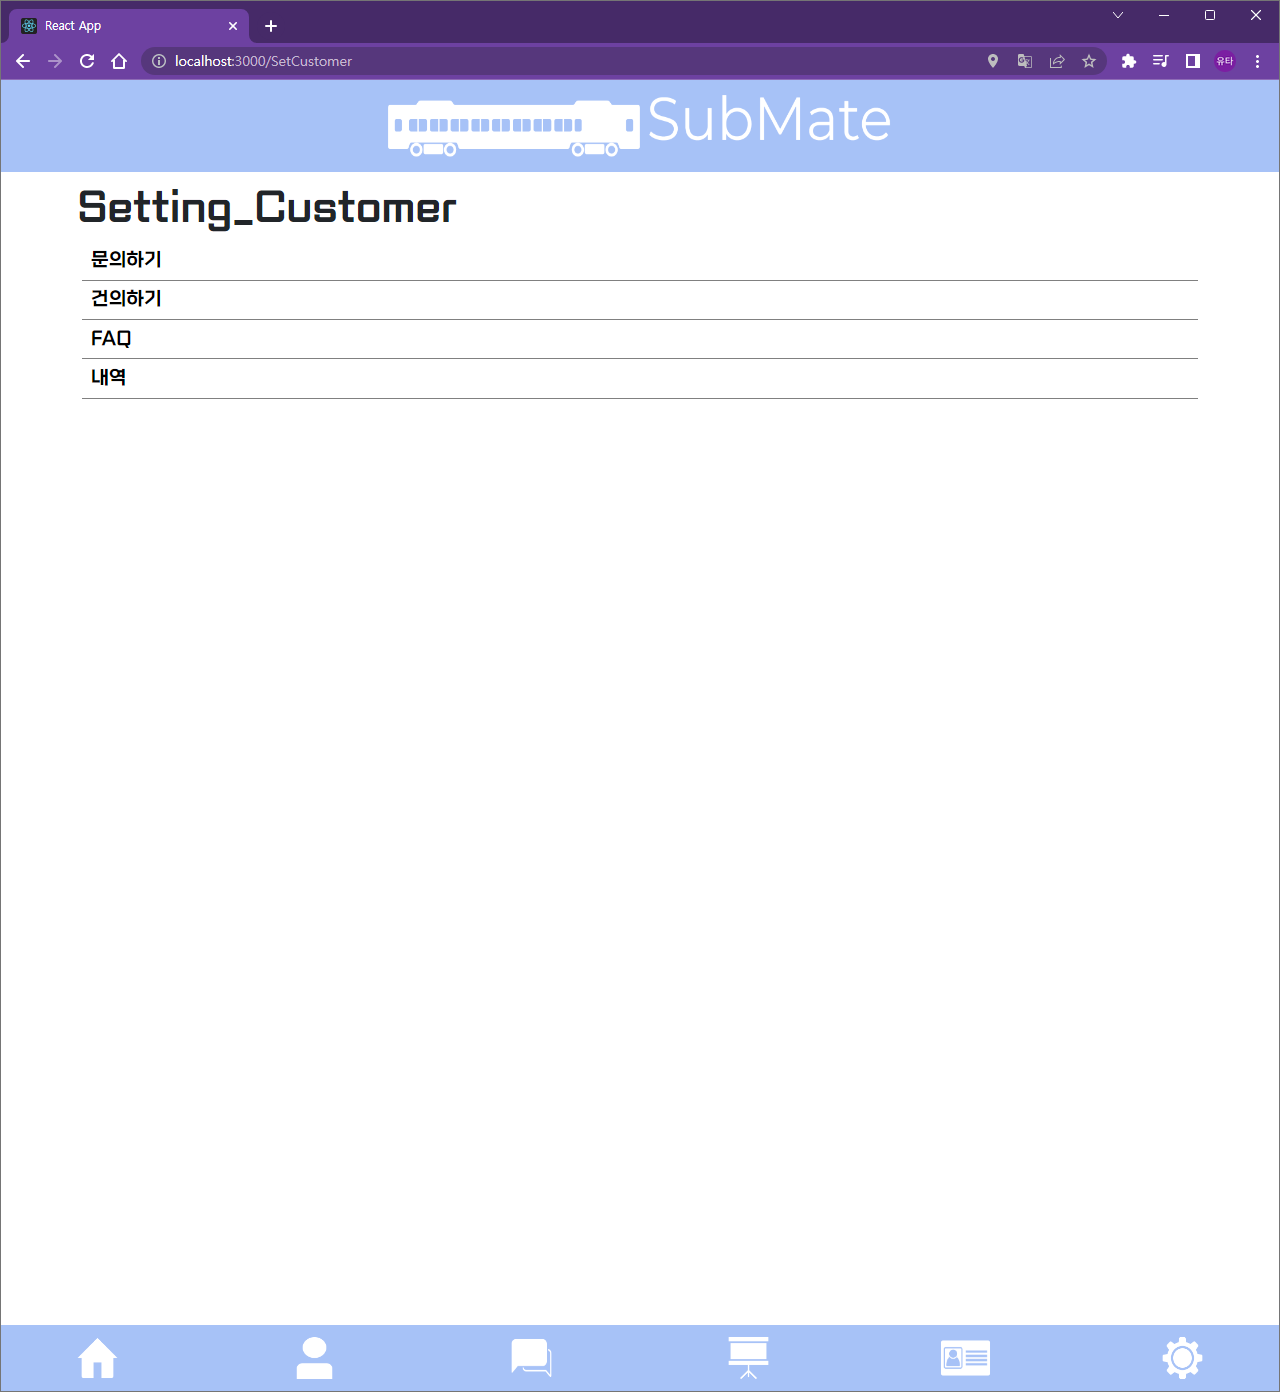 React App
localhost:3000/SetCustomer
유타
SubMate
Setting_Customer
문의하기
건의하기
FAQ
내역